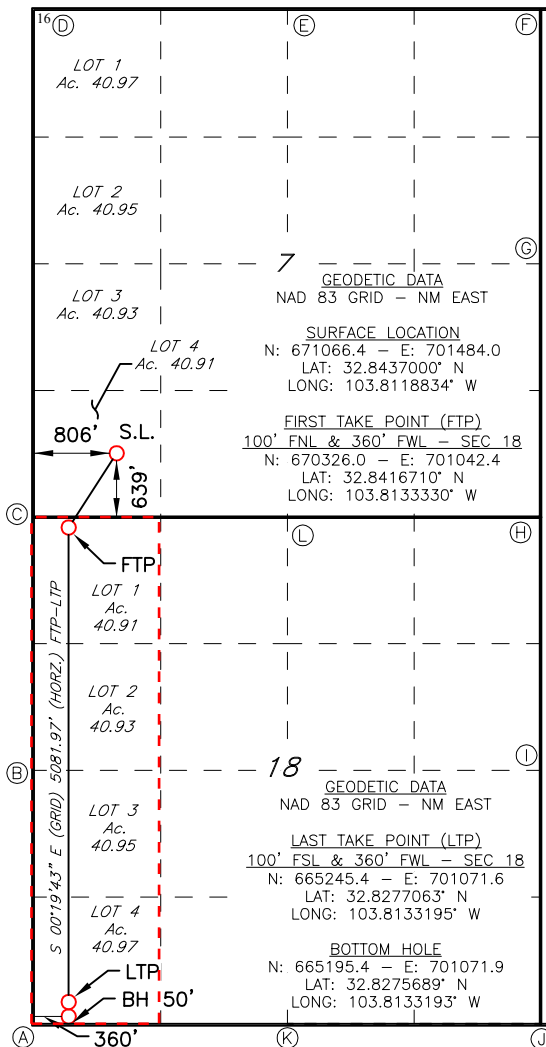 16 D E F
LOT 1
Ac. 40.97
LOT 2
Ac. 40.95
G
7
LOT 3
Ac. 40.93
GEODETIC DATA
NAD 83 GRID – NM EAST
SURFACE LOCATION
N: 671066.4 – E: 701484.0
LAT: 32.8437000° N
LONG: 103.8118834° W
LOT 4
Ac. 40.91
FIRST TAKE POINT (FTP)
100' FNL & 360' FWL – SEC 18
N: 670326.0 – E: 701042.4
LAT: 32.8416710° N
LONG: 103.8133330° W
806' S.L.
639'
C L H
FTP
LOT 1
Ac.
40.91
S 00°19'43" E (GRID) 5081.97' (HORZ.) FTP–LTP
LOT 2
Ac.
40.93
B I
18
LOT 3
Ac.
40.95
GEODETIC DATA
NAD 83 GRID – NM EAST
LAST TAKE POINT (LTP)
100' FSL & 360' FWL – SEC 18
N: 665245.4 – E: 701071.6
LAT: 32.8277063° N
LONG: 103.8133195° W
LOT 4
Ac.
40.97
BOTTOM HOLE
N: 665195.4 – E: 701071.9
LAT: 32.8275689° N
LONG: 103.8133193° W
LTP
BH 50'
A K J
360'